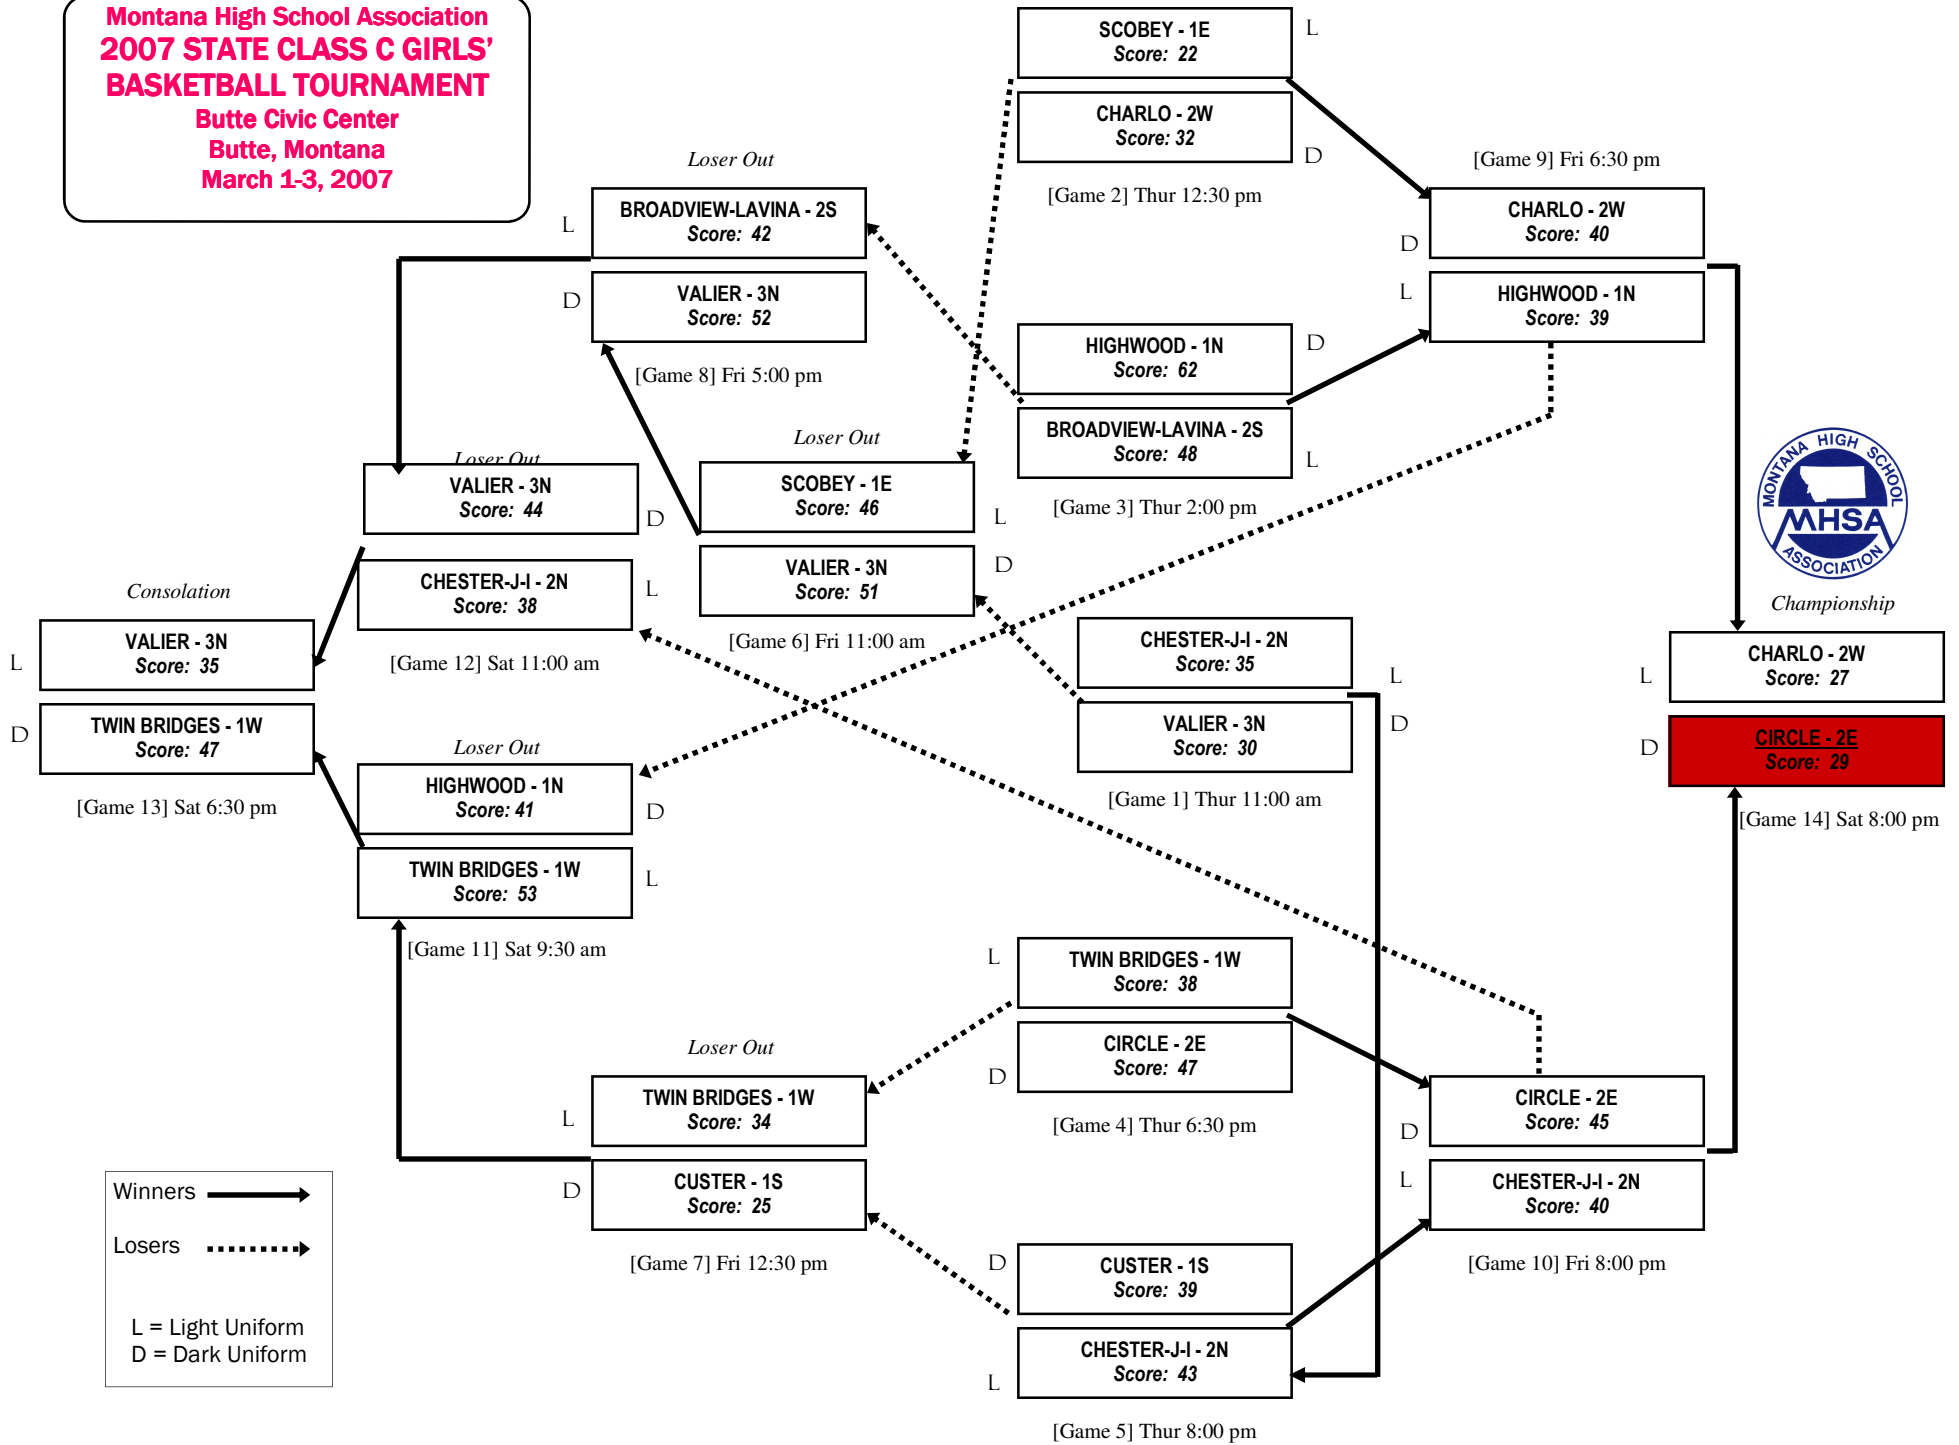 Montana High School Association
2007 STATE CLASS C GIRLS'
BASKETBALL TOURNAMENT
Butte Civic Center
Butte, Montana
March 1-3, 2007
SCOBEY - 1E
Score: 22
L
CHARLO - 2W
Score: 32
D
[Game 2] Thur 12:30 pm
Loser Out
BROADVIEW-LAVINA - 2S
Score: 42
L
VALIER - 3N
Score: 52
D
[Game 8] Fri 5:00 pm
[Game 9] Fri 6:30 pm
CHARLO - 2W
Score: 40
D
HIGHWOOD - 1N
Score: 39
L
HIGHWOOD - 1N
Score: 62
D
BROADVIEW-LAVINA - 2S
Score: 48
L
[Game 3] Thur 2:00 pm
Loser Out
SCOBEY - 1E
Score: 46
L
VALIER - 3N
Score: 51
D
[Game 6] Fri 11:00 am
Loser Out
VALIER - 3N
Score: 44
D
CHESTER-J-I - 2N
Score: 38
L
[Game 12] Sat 11:00 am
Consolation
VALIER - 3N
Score: 35
L
TWIN BRIDGES - 1W
Score: 47
D
[Game 13] Sat 6:30 pm
CHESTER-J-I - 2N
Score: 35
L
VALIER - 3N
Score: 30
D
[Game 1] Thur 11:00 am
MONTANA HIGH SCHOOL
MHSA
ASSOCIATION
Championship
CHARLO - 2W
Score: 27
L
CIRCLE - 2E
Score: 29
D
[Game 14] Sat 8:00 pm
Loser Out
HIGHWOOD - 1N
Score: 41
D
TWIN BRIDGES - 1W
Score: 53
L
[Game 11] Sat 9:30 am
TWIN BRIDGES - 1W
Score: 38
L
CIRCLE - 2E
Score: 47
D
[Game 4] Thur 6:30 pm
Loser Out
TWIN BRIDGES - 1W
Score: 34
L
CUSTER - 1S
Score: 25
D
[Game 7] Fri 12:30 pm
CIRCLE - 2E
Score: 45
D
CHESTER-J-I - 2N
Score: 40
L
[Game 10] Fri 8:00 pm
CUSTER - 1S
Score: 39
D
CHESTER-J-I - 2N
Score: 43
L
[Game 5] Thur 8:00 pm
Winners
Losers
L = Light Uniform
D = Dark Uniform